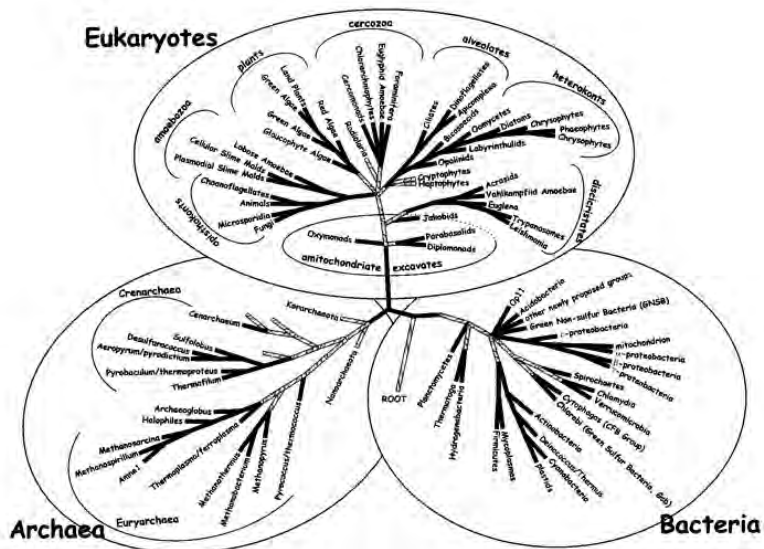 Eukaryotes
cercozoa
plants
alveolates
heterokonts
amoebozoa
opisthokonts
discicristates
Land Plants
Green Algae
Red Algae
Green Algae
Glaucophyte Algae
Radiolaria
Cercomonads
Chlorarachnophytes
Euglyphid Amoebae
Foraminifera
Ciliates
Dinoflagellates
Apicomplexa
Bicosoecids
Oomycetes
Diatoms
Chrysophytes
Phaeophytes
Chrysophytes
Labyrinthulids
Opalinids
Cryptophytes
Haptophytes
Lobose Amoebae
Cellular Slime Molds
Plasmodial Slime Molds
Choanoflagellates
Animals
Microsporidia
Fungi
Acrasids
Vahlkampfiid Amoebae
Euglena
Trypanosomes
Leishmania
Jakobids
Oxymonads
Parabasalids
Diplomonads
amitochondriate excavates
Crenarchaea
Korarchaeota
Cenarchaeum
Sulfolobus
Desulfurococcus
Aeropyrum/pyrodictium
Pyrobaculum/thermoproteus
Thermofilum
Nanoarchaeota
Archaeoglobus
Halophiles
Methanosarcina
Methanospirillum
Thermoplasma/ferroplasma
Methanothermus
Methanobacterium
Methanopyrus
Pyrococcus/thermococcus
Euryarchaea
Archaea
ROOT
Op11
Acidobacteria
other newly proposed groups
Green Non-sulfur Bacteria (GNSB)
-proteobacteria
mitochondrion
-proteobacteria
-proteobacteria
-proteobacteria
Spirochaetes
Chlamydia
Verrucomicrobia
Cytophaga (CFB Group)
Chlorobi (Green Sulfur Bacteria, Gsb)
Actinobacteria
Deinococcus/Thermus
Cyanobacteria
plastids
Mycoplasmas
Firmicutes
Planctomycetes
Thermotoga
Hydrogenobacteria
Bacteria